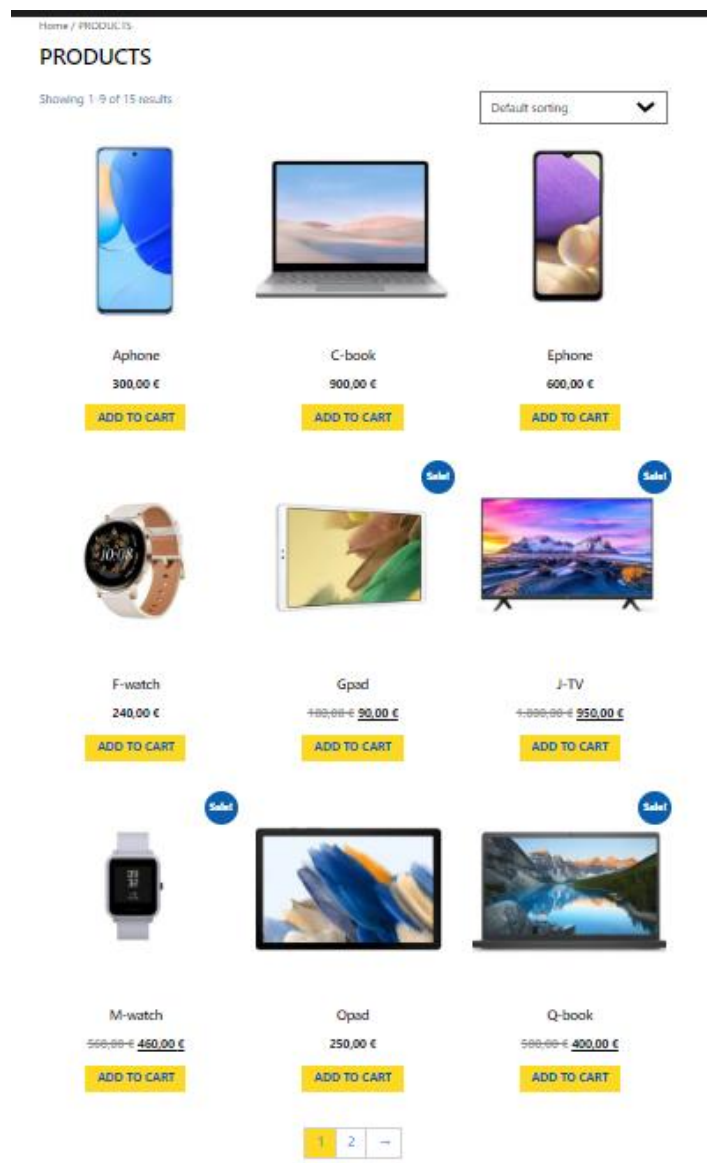 Home / PRODUCTS
PRODUCTS
Showing 1-9 of 15 results
Default sorting
Aphone
C-book
Ephone
300,00 €
900,00 €
600,00 €
ADD TO CART
ADD TO CART
ADD TO CART
Sale!
Sale!
10:08
F-watch
Gpad
J-TV
240,00 €
90,00 €
1.000,00 € 950,00 €
ADD TO CART
ADD TO CART
ADD TO CART
Sale!
Sale!
M-watch
Opad
Q-book
560,00 € 460,00 €
250,00 €
400,00 €
ADD TO CART
ADD TO CART
ADD TO CART
1 2 →